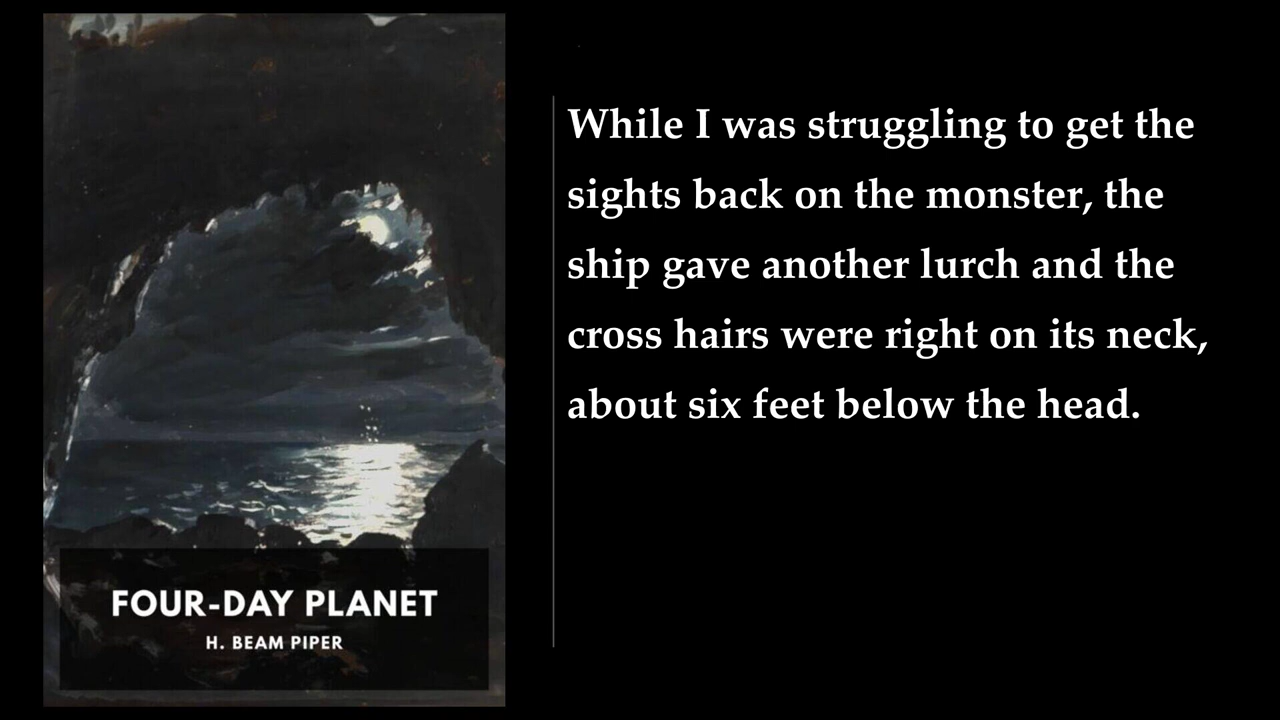 While I was struggling to get the
sights back on the monster, the
ship gave another lurch and the
cross hairs were right on its neck,
about six feet below the head.
FOUR-DAY PLANET
H. BEAM PIPER